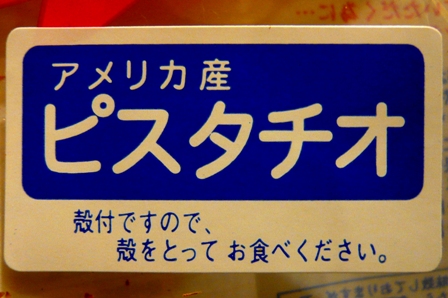 アメリカ産
ピスタチオ
殻付ですので、
殻をとって お食べください。